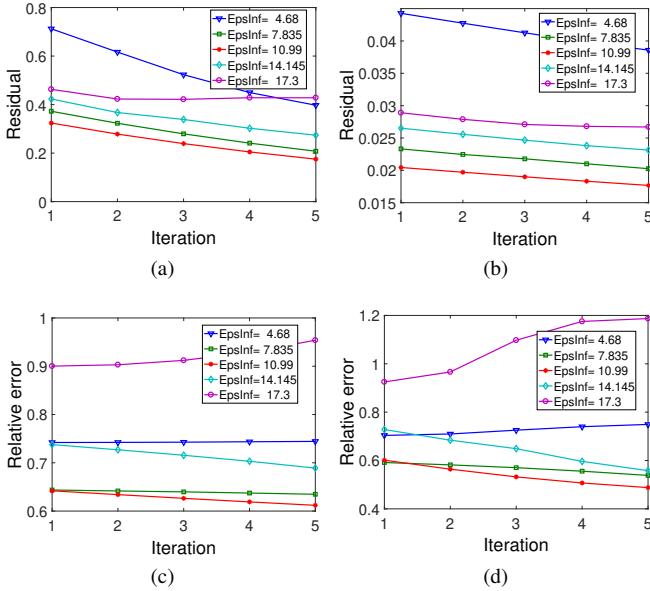 0.8
0.6
0.4
0.2
0
Residual
EpsInf= 4.68
EpsInf= 7.835
EpsInf= 10.99
EpsInf=14.145
EpsInf= 17.3
1 2 3 4 5
Iteration
(a)
0.04
0.035
0.03
0.025
0.02
0.015
Residual
EpsInf= 4.68
EpsInf= 7.835
EpsInf= 10.99
EpsInf=14.145
EpsInf= 17.3
1 2 3 4 5
Iteration
(b)
1
0.9
0.8
0.7
0.6
Relative error
EpsInf= 4.68
EpsInf= 7.835
EpsInf= 10.99
EpsInf=14.145
EpsInf= 17.3
1 2 3 4 5
Iteration
(c)
1.2
1
0.8
0.6
0.4
Relative error
EpsInf= 4.68
EpsInf= 7.835
EpsInf= 10.99
EpsInf=14.145
EpsInf= 17.3
1 2 3 4 5
Iteration
(d)